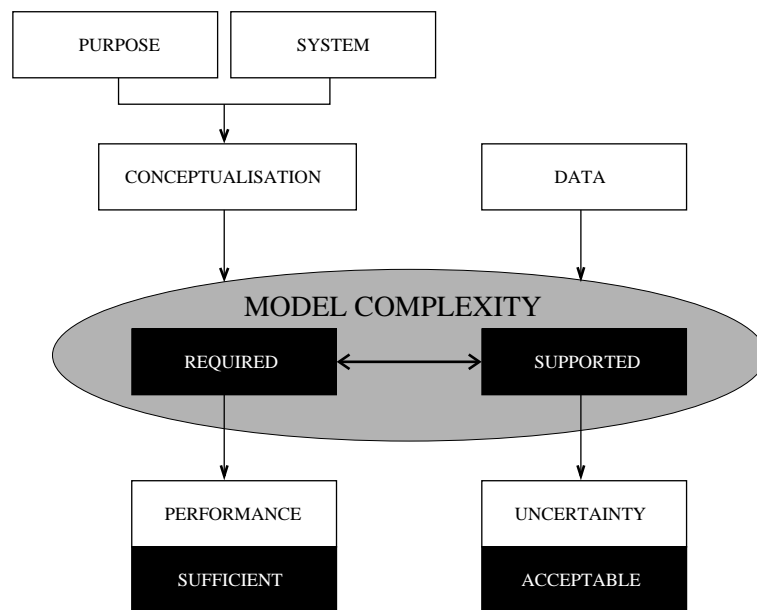 PURPOSE
SYSTEM
CONCEPTUALISATION
DATA
MODEL COMPLEXITY
REQUIRED
SUPPORTED
PERFORMANCE
UNCERTAINTY
SUFFICIENT
ACCEPTABLE